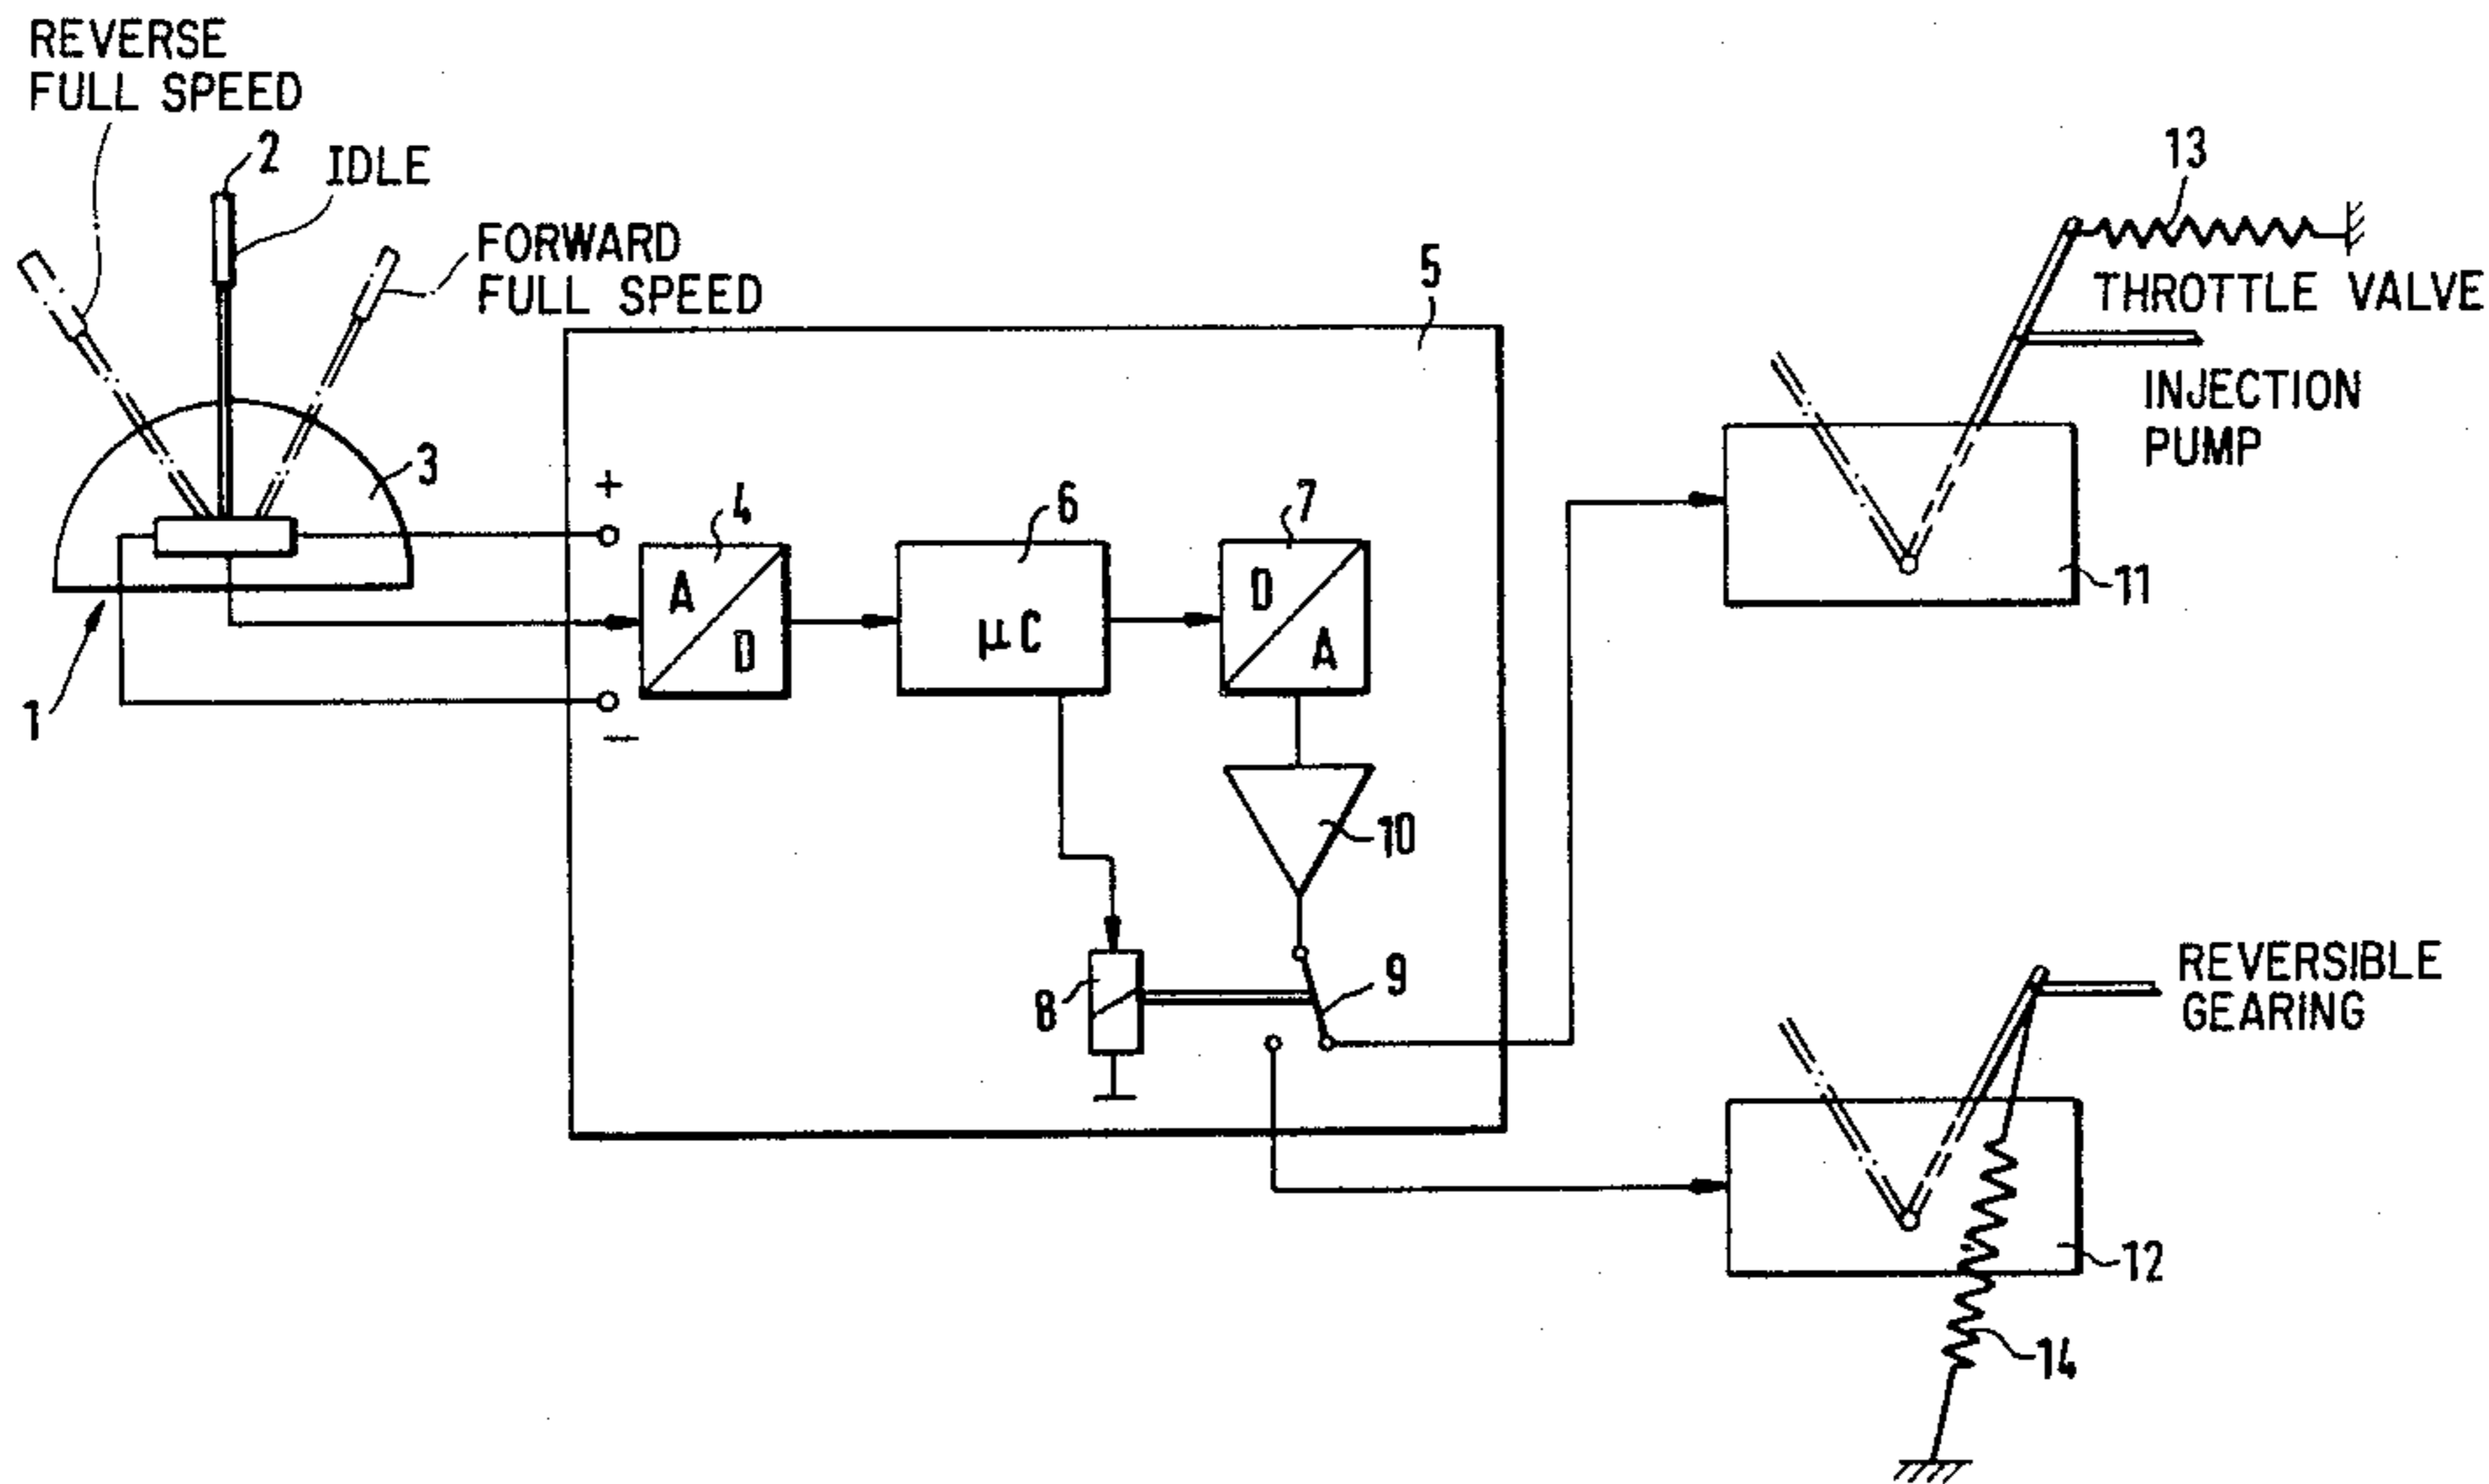 REVERSE
FULL SPEED
2
IDLE
FORWARD
FULL SPEED
3
1
5
+
−
4
A
D
6
μC
7
D
A
10
8
9
13
THROTTLE VALVE
INJECTION
PUMP
11
REVERSIBLE
GEARING
12
14